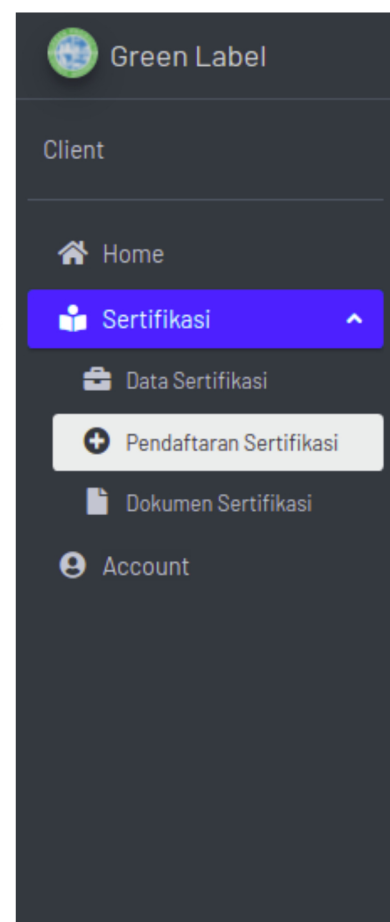 Green Label
Client
Home
Sertifikasi
Data Sertifikasi
Pendaftaran Sertifikasi
Dokumen Sertifikasi
Account